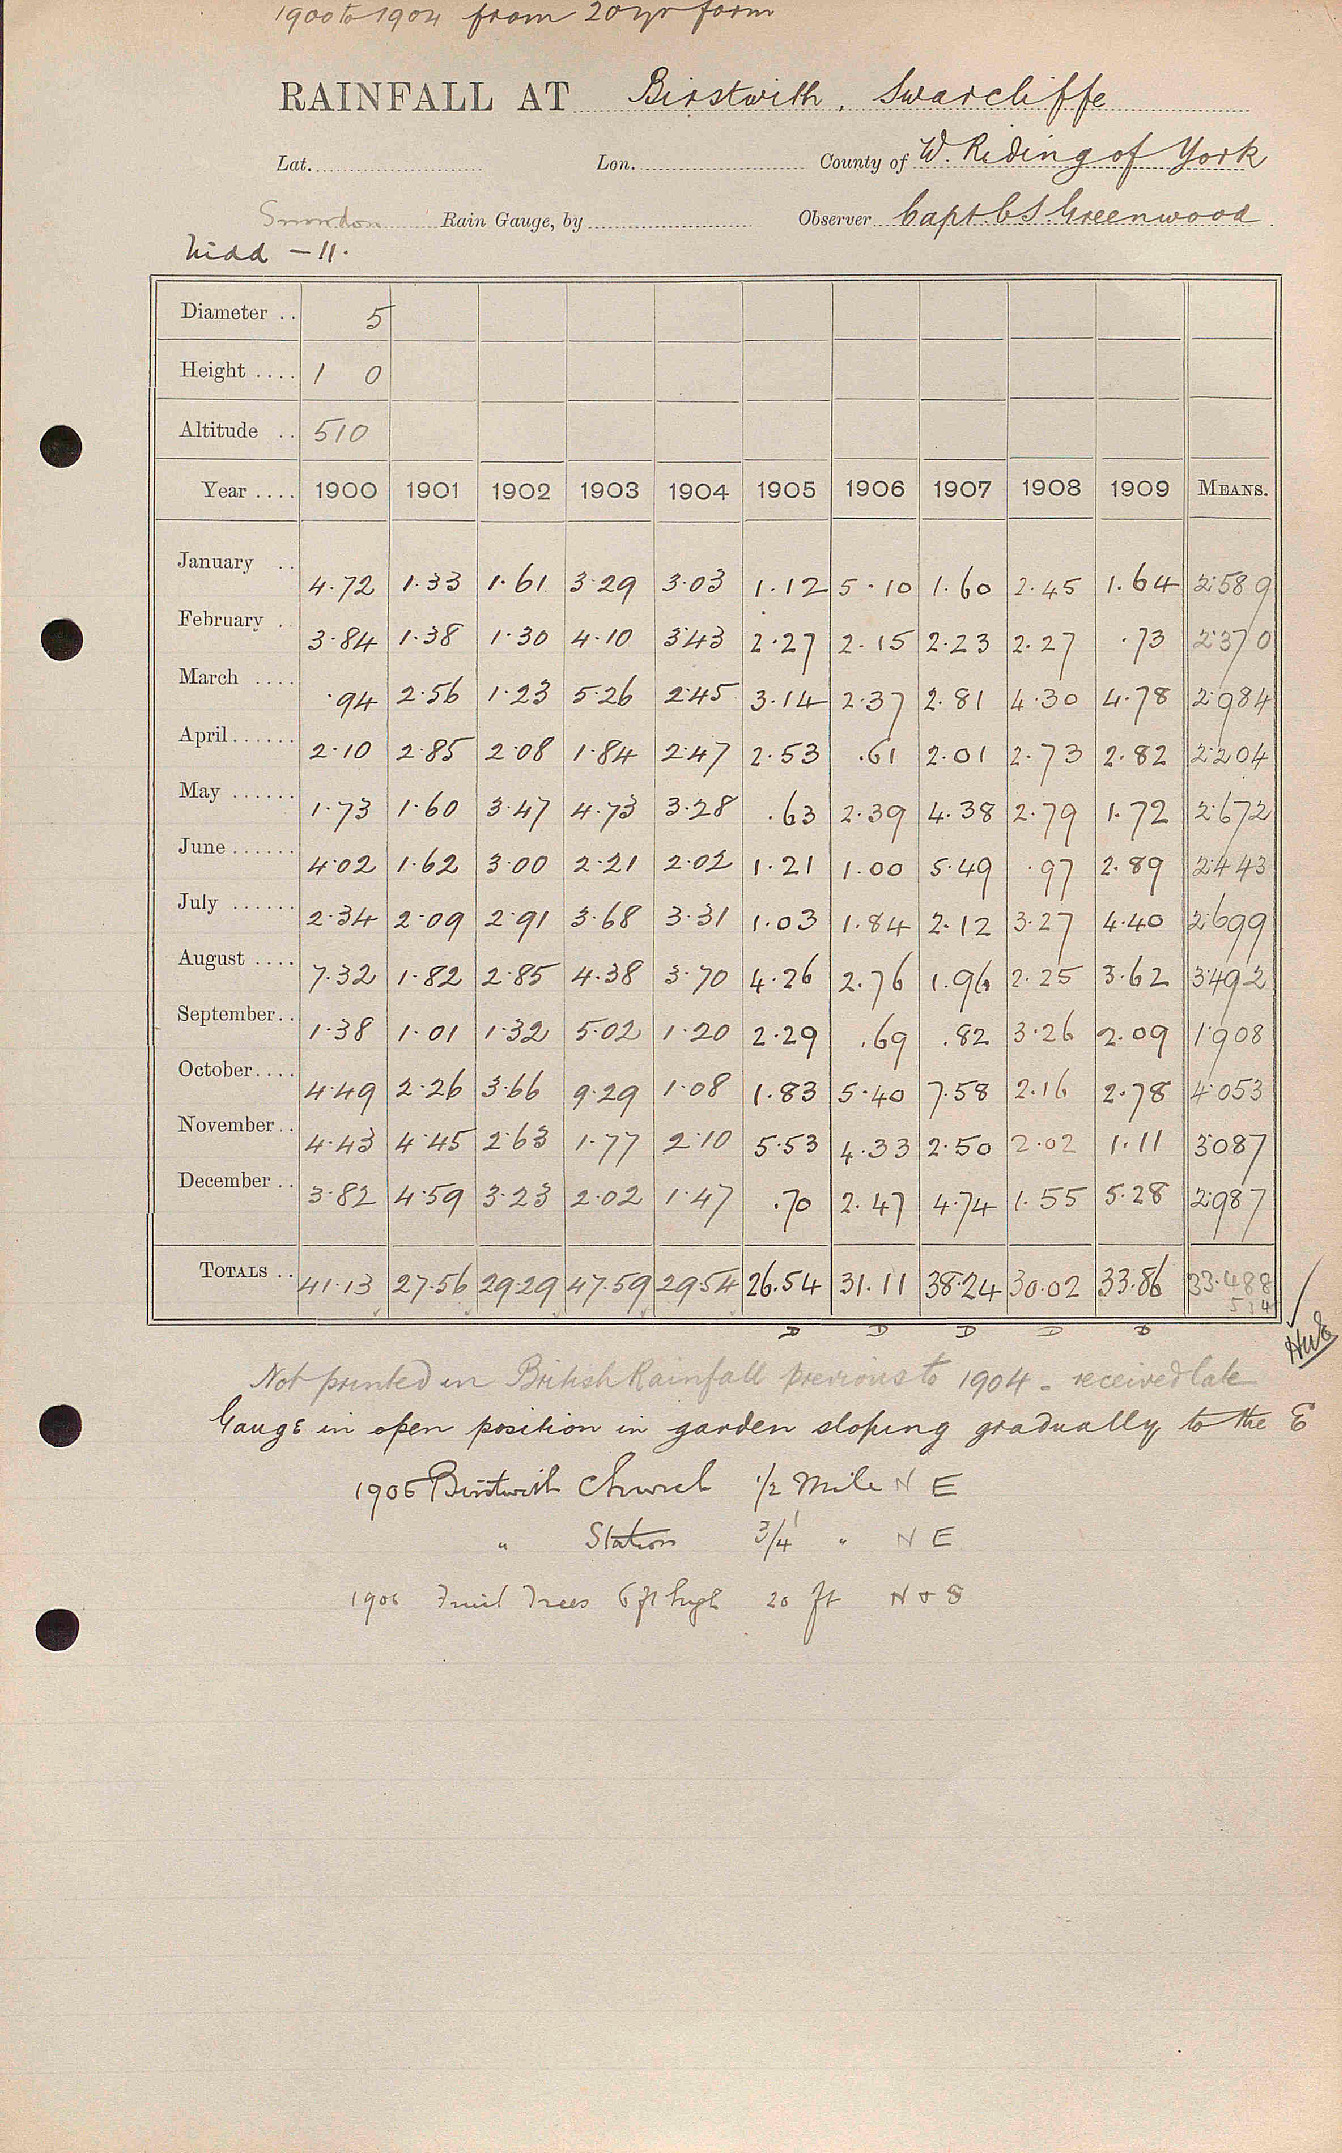 1900 to 1904 from 20 yr form
RAINFALL AT Birstwith, Swarcliffe
Lat. Lon. County of W. Riding of York
Snowdon Rain Gauge, by Observer Capt. C S Greenwood
Nidd - 11.
Diameter .. 5
Height .... 1 0
Altitude .. 510
Year .... 1900 1901 1902 1903 1904 1905 1906 1907 1908 1909 MEANS.
January .. 4.72 1.33 1.61 3.29 3.03 1.12 5.10 1.60 2.45 1.64 2.589
February . 3.84 1.38 1.30 4.10 3.43 2.27 2.15 2.23 2.27 .73 2.370
March .... .94 2.56 1.23 5.26 2.45 3.14 2.37 2.81 4.30 4.78 2.984
April...... 2.10 2.85 2.08 1.84 2.47 2.53 .61 2.01 2.73 2.82 2.204
May ...... 1.73 1.60 3.47 4.73 3.28 .63 2.39 4.38 2.79 1.72 2.672
June...... 4.02 1.62 3.00 2.21 2.02 1.21 1.00 5.49 .97 2.89 2.443
July ...... 2.34 2.09 2.91 3.68 3.31 1.03 1.84 2.12 3.27 4.40 2.699
August .... 7.32 1.82 2.85 4.38 3.70 4.26 2.76 1.96 2.25 3.62 3.492
September.. 1.38 1.01 1.32 5.02 1.20 2.29 .69 .82 3.26 2.09 1.908
October.... 4.49 2.26 3.66 9.29 1.08 1.83 5.40 7.58 2.16 2.78 4.053
November.. 4.43 4.45 2.63 1.77 2.10 5.53 4.33 2.50 2.02 1.11 3.087
December .. 3.82 4.59 3.23 2.02 1.47 .70 2.47 4.74 1.55 5.28 2.987
TOTALS .. 41.13 27.56 29.29 47.59 29.54 26.54 31.11 38.24 30.02 33.86 33.488
D D D D D
Not printed in British Rainfall previous to 1904 - received late
Gauge in open position in garden sloping gradually to the E
1906 Birstwith Church 1/2 Mile N E
" Station 3/4 " N E
1906 Fruit Trees 6 ft high 20 ft N & S